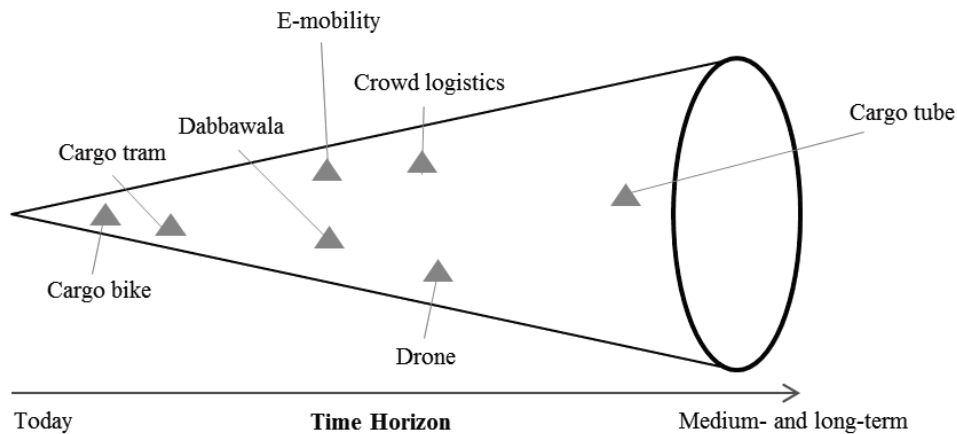 E-mobility
Crowd logistics
Cargo tube
Dabbawala
Cargo tram
Cargo bike
Drone
Today
Time Horizon
Medium- and long-term